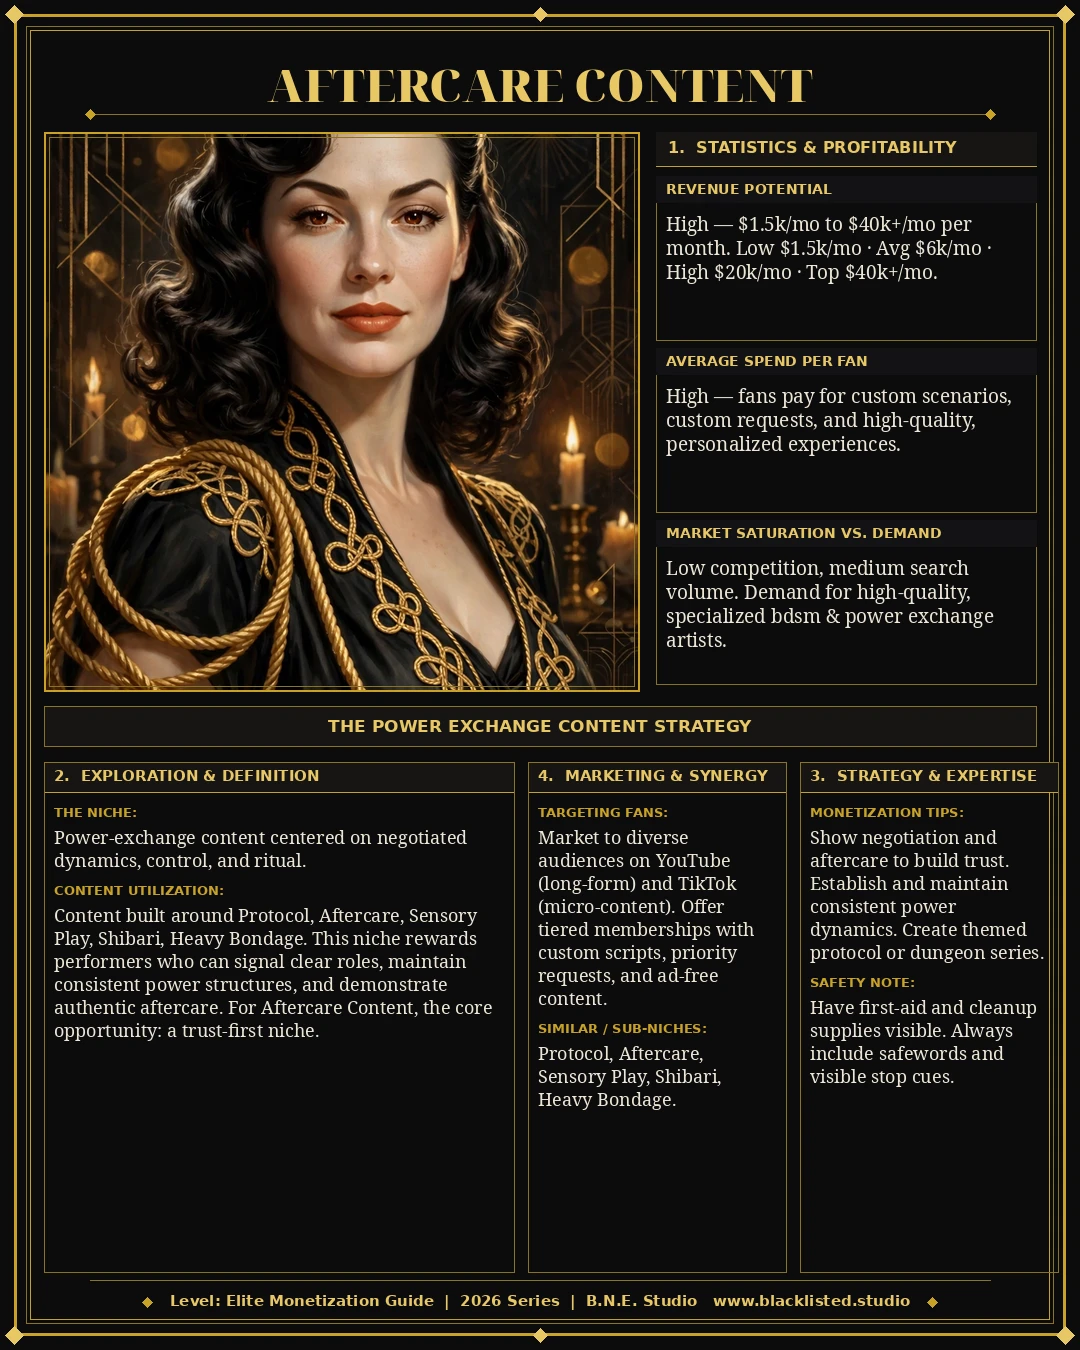 AFTERCARE CONTENT
1. STATISTICS & PROFITABILITY
REVENUE POTENTIAL
High — $1.5k/mo to $40k+/mo per
month. Low $1.5k/mo · Avg $6k/mo ·
High $20k/mo · Top $40k+/mo.
AVERAGE SPEND PER FAN
High — fans pay for custom scenarios,
custom requests, and high-quality,
personalized experiences.
MARKET SATURATION VS. DEMAND
Low competition, medium search
volume. Demand for high-quality,
specialized bdsm & power exchange
artists.
THE POWER EXCHANGE CONTENT STRATEGY
2. EXPLORATION & DEFINITION
THE NICHE:
Power-exchange content centered on negotiated
dynamics, control, and ritual.
CONTENT UTILIZATION:
Content built around Protocol, Aftercare, Sensory
Play, Shibari, Heavy Bondage. This niche rewards
performers who can signal clear roles, maintain
consistent power structures, and demonstrate
authentic aftercare. For Aftercare Content, the core
opportunity: a trust-first niche.
4. MARKETING & SYNERGY
TARGETING FANS:
Market to diverse
audiences on YouTube
(long-form) and TikTok
(micro-content). Offer
tiered memberships with
custom scripts, priority
requests, and ad-free
content.
SIMILAR / SUB-NICHES:
Protocol, Aftercare,
Sensory Play, Shibari,
Heavy Bondage.
3. STRATEGY & EXPERTISE
MONETIZATION TIPS:
Show negotiation and
aftercare to build trust.
Establish and maintain
consistent power
dynamics. Create themed
protocol or dungeon series.
SAFETY NOTE:
Have first-aid and cleanup
supplies visible. Always
include safewords and
visible stop cues.
Level: Elite Monetization Guide | 2026 Series | B.N.E. Studio www.blacklisted.studio